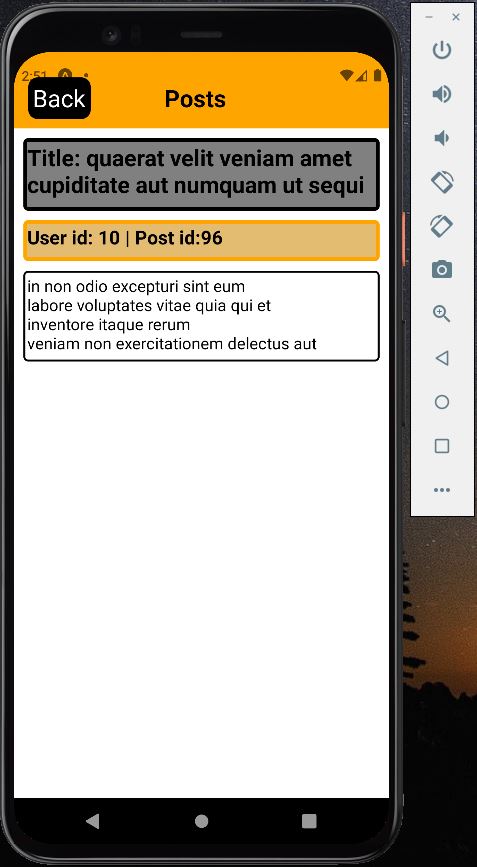 2:51
Back
Posts
Title: quaerat velit veniam amet
cupiditate aut numquam ut sequi
User id: 10 | Post id:96
in non odio excepturi sint eum
labore voluptates vitae quia qui et
inventore itaque rerum
veniam non exercitationem delectus aut